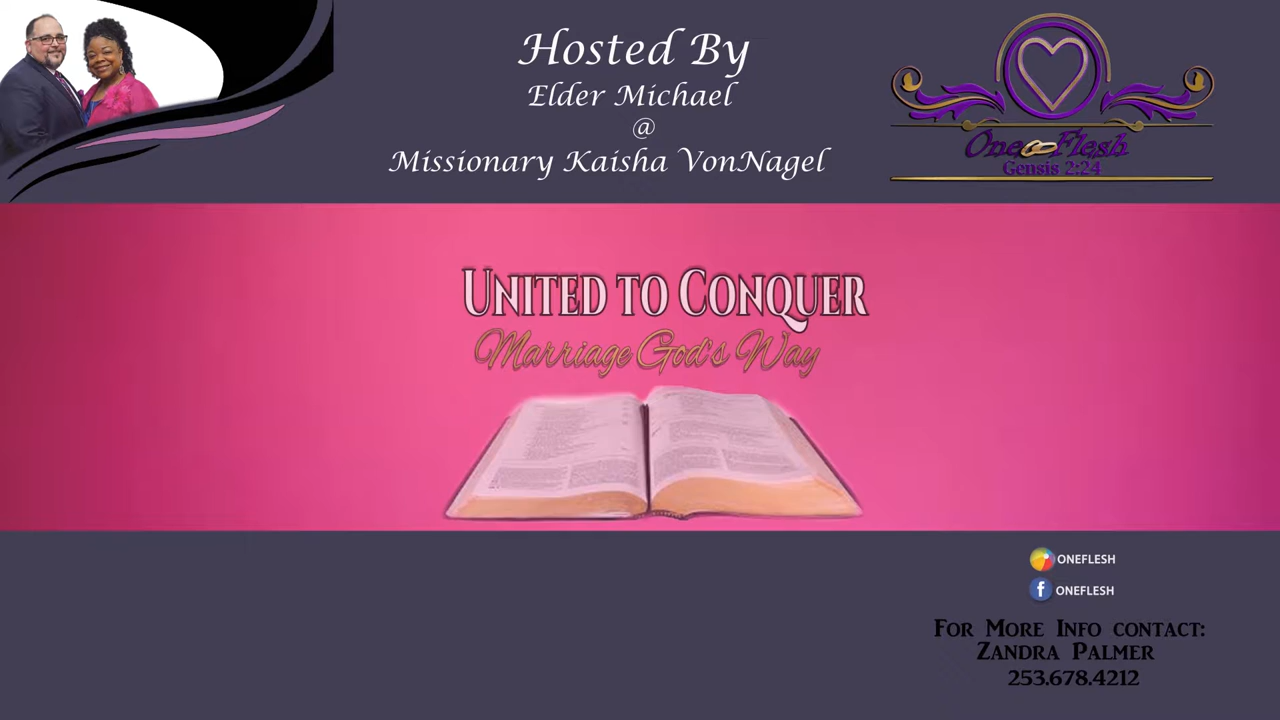 Hosted By
Elder Michael
@
Missionary Kaisha VonNagel
One Flesh
Gensis 2:24
UNITED TO CONQUER
Marriage God's Way
ONEFLESH
f ONEFLESH
FOR MORE INFO CONTACT:
ZANDRA PALMER
253.678.4212